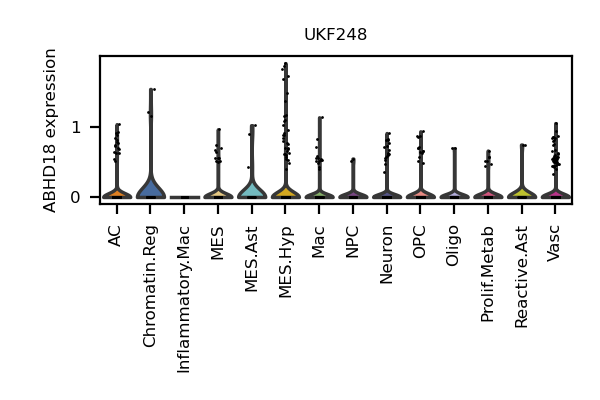 UKF248
ABHD18 expression
1
0
AC
Chromatin.Reg
Inflammatory.Mac
MES
MES.Ast
MES.Hyp
Mac
NPC
Neuron
OPC
Oligo
Prolif.Metab
Reactive.Ast
Vasc